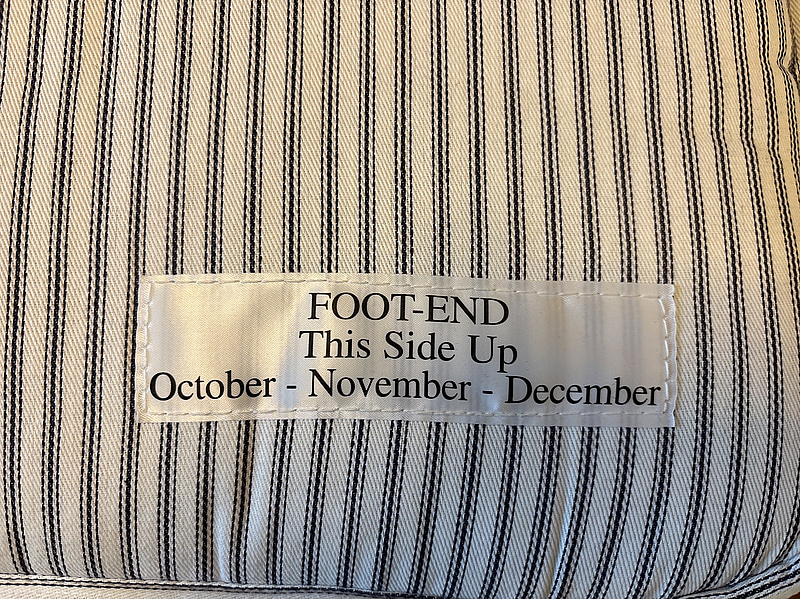 FOOT-END
This Side Up
October - November - December